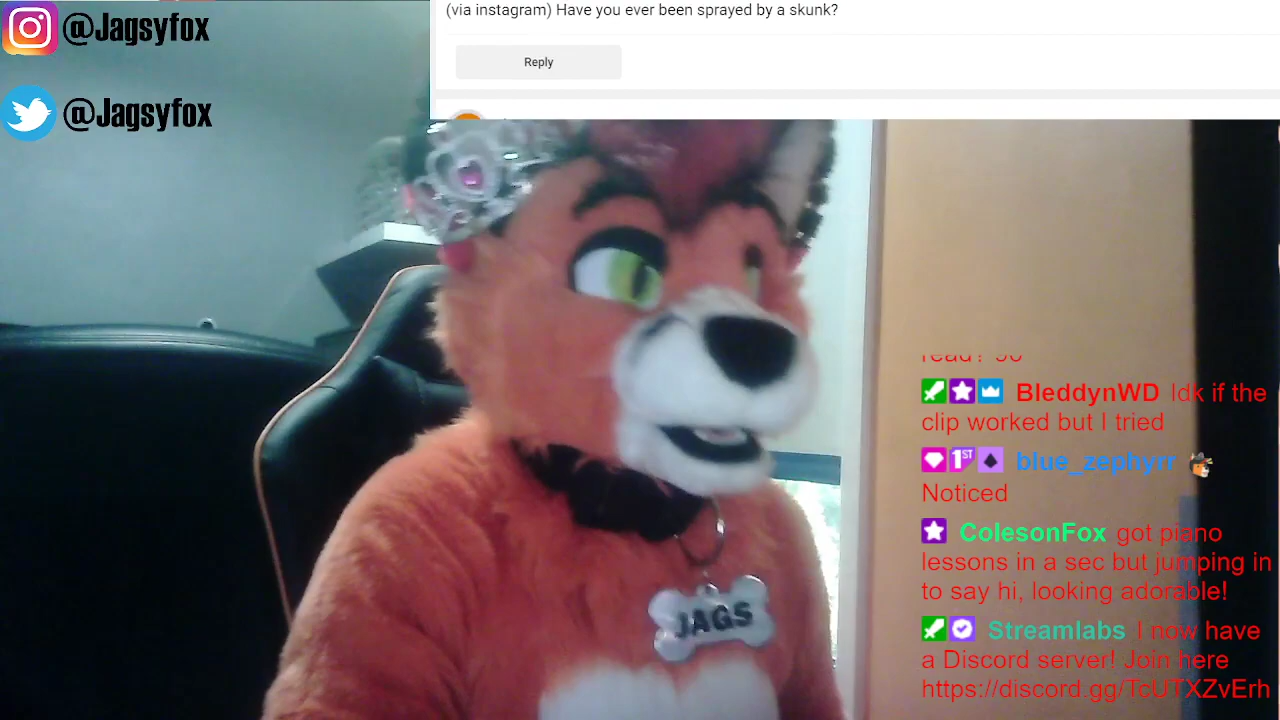 @Jagsyfox
@Jagsyfox
(via instagram) Have you ever been sprayed by a skunk?
Reply
BleddynWD Idk if the
clip worked but I tried
1ST blue_zephyrr
Noticed
ColesonFox got piano
lessons in a sec but jumping in
to say hi, looking adorable!
Streamlabs I now have
a Discord server! Join here
https://discord.gg/TcUTXZvErh
JAGS